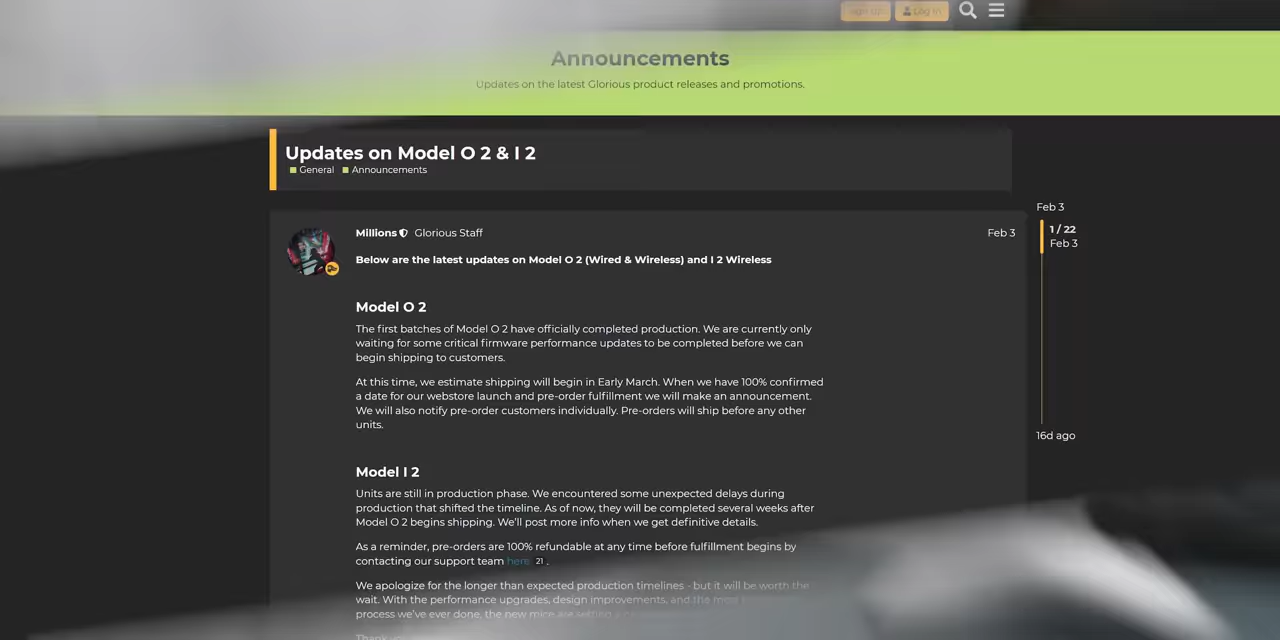 Sign Up
Log In
Announcements
Updates on the latest Glorious product releases and promotions.
Updates on Model O 2 & I 2
General Announcements
Feb 3
Millions Glorious Staff Feb 3
1 / 22
Feb 3
Below are the latest updates on Model O 2 (Wired & Wireless) and I 2 Wireless
Model O 2
The first batches of Model O 2 have officially completed production. We are currently only
waiting for some critical firmware performance updates to be completed before we can
begin shipping to customers.
At this time, we estimate shipping will begin in Early March. When we have 100% confirmed
a date for our webstore launch and pre-order fulfillment we will make an announcement.
We will also notify pre-order customers individually. Pre-orders will ship before any other
units.
16d ago
Model I 2
Units are still in production phase. We encountered some unexpected delays during
production that shifted the timeline. As of now, they will be completed several weeks after
Model O 2 begins shipping. We'll post more info when we get definitive details.
As a reminder, pre-orders are 100% refundable at any time before fulfillment begins by
contacting our support team here 21 .
We apologize for the longer than expected production timelines - but it will be worth the
wait. With the performance upgrades, design improvements, and the most
process we've ever done, the new mice are setting a